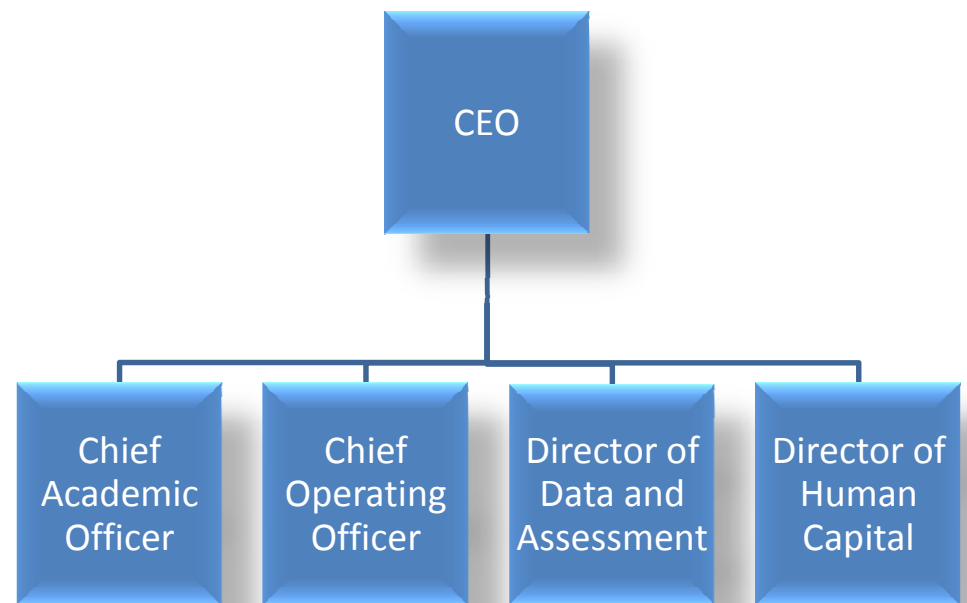 CEO
Chief
Academic
Officer
Chief
Operating
Officer
Director of
Data and
Assessment
Director of
Human
Capital